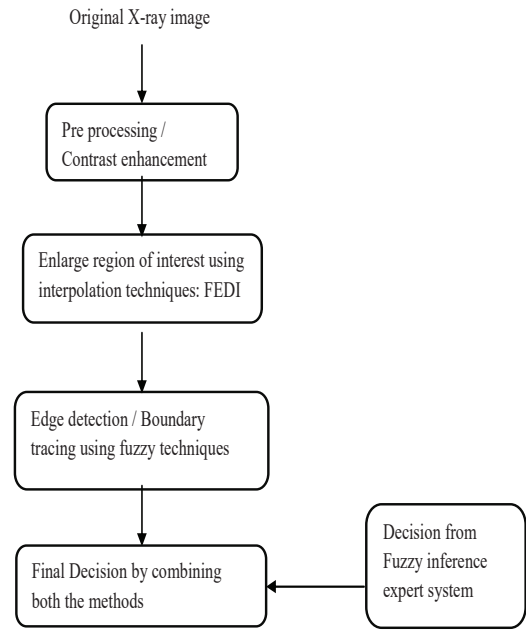 Original X-ray image
Pre processing /
Contrast enhancement
Enlarge region of interest using
interpolation techniques: FEDI
Edge detection / Boundary
tracing using fuzzy techniques
Final Decision by combining
both the methods
Decision from
Fuzzy inference
expert system